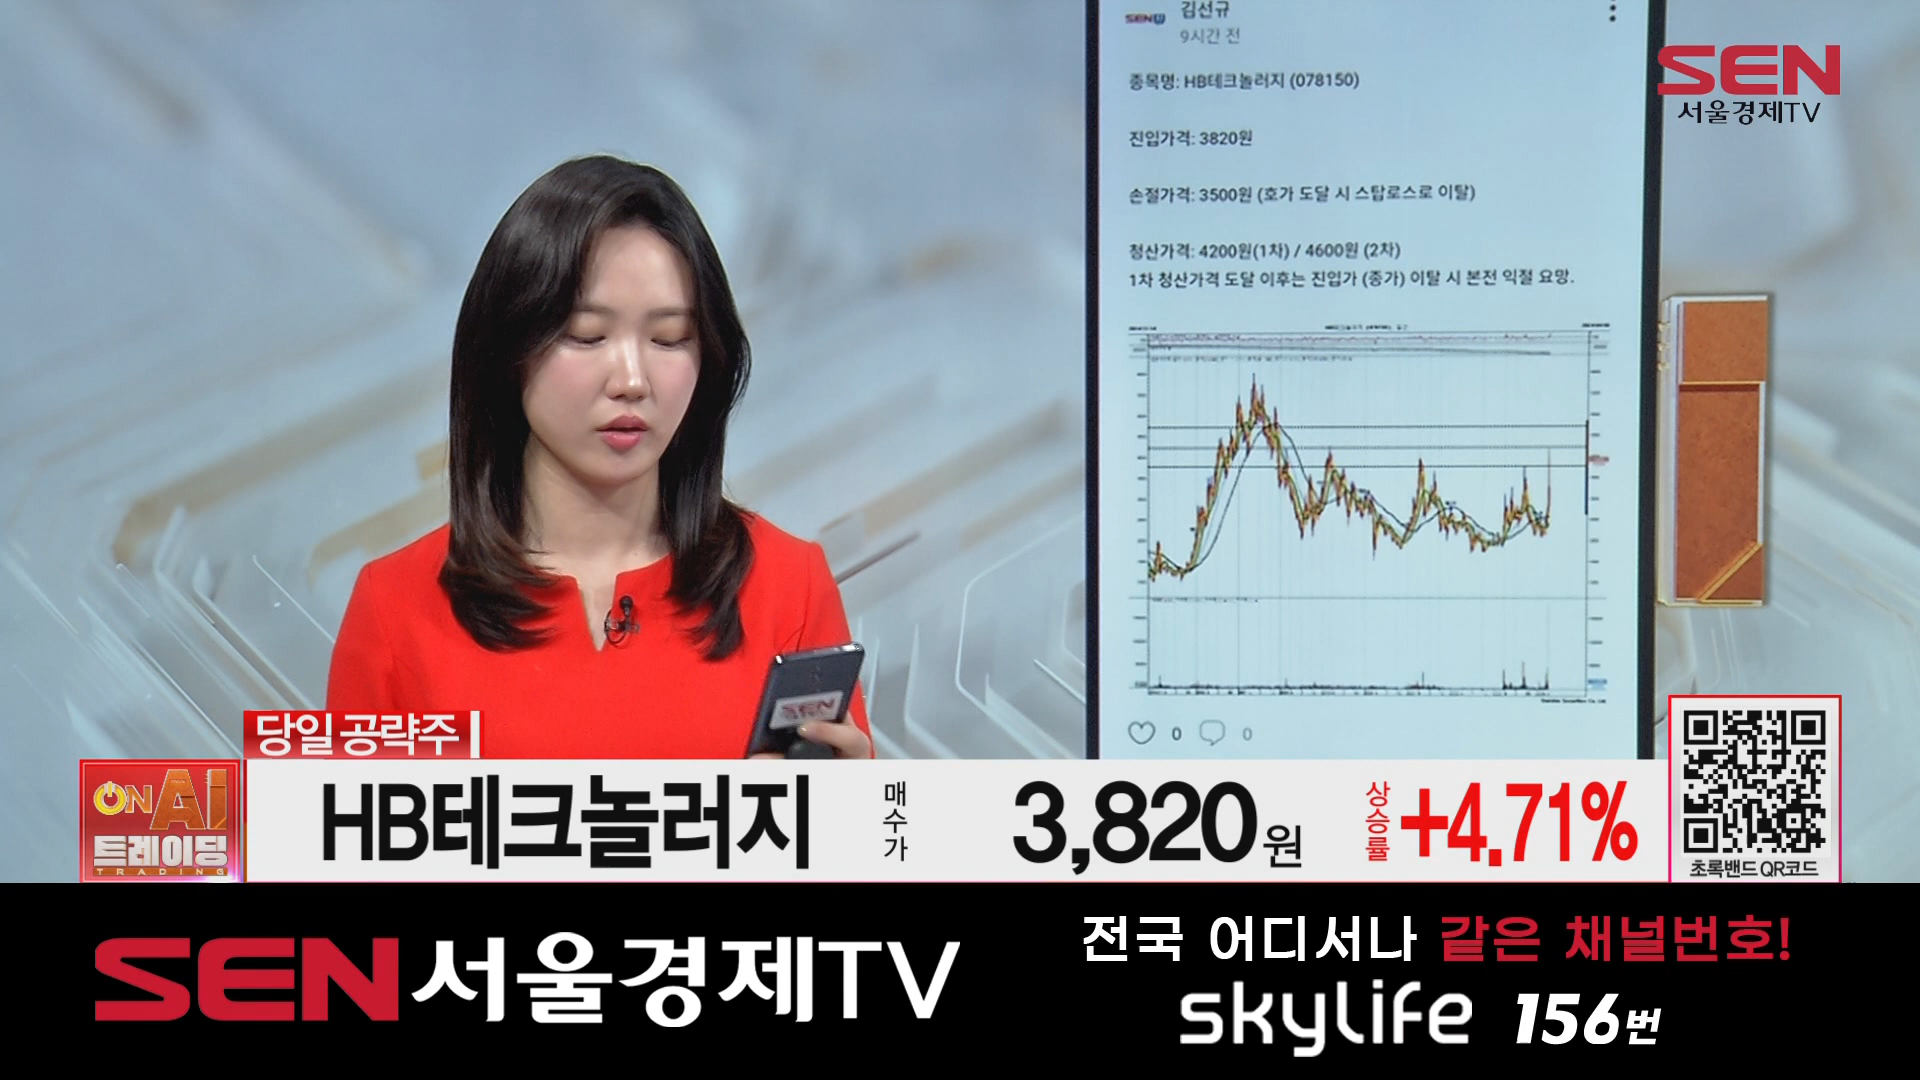 SEN
김선규
9시간 전
종목명: HB테크놀러지 (078150)
진입가격: 3820원
손절가격: 3500원 (호가 도달 시 스탑로스로 이탈)
청산가격: 4200원(1차) / 4600원 (2차)
1차 청산가격 도달 이후는 진입가 (종가) 이탈 시 본전 익절 요망.
0 0
SEN
서울경제TV
SEN
당일 공략주
ON AI
트레이딩
TRADING
HB테크놀러지
매수가
3,820원
상승률
+4.71%
초록밴드 QR코드
SEN 서울경제TV
전국 어디서나 같은 채널번호!
skylife 156번